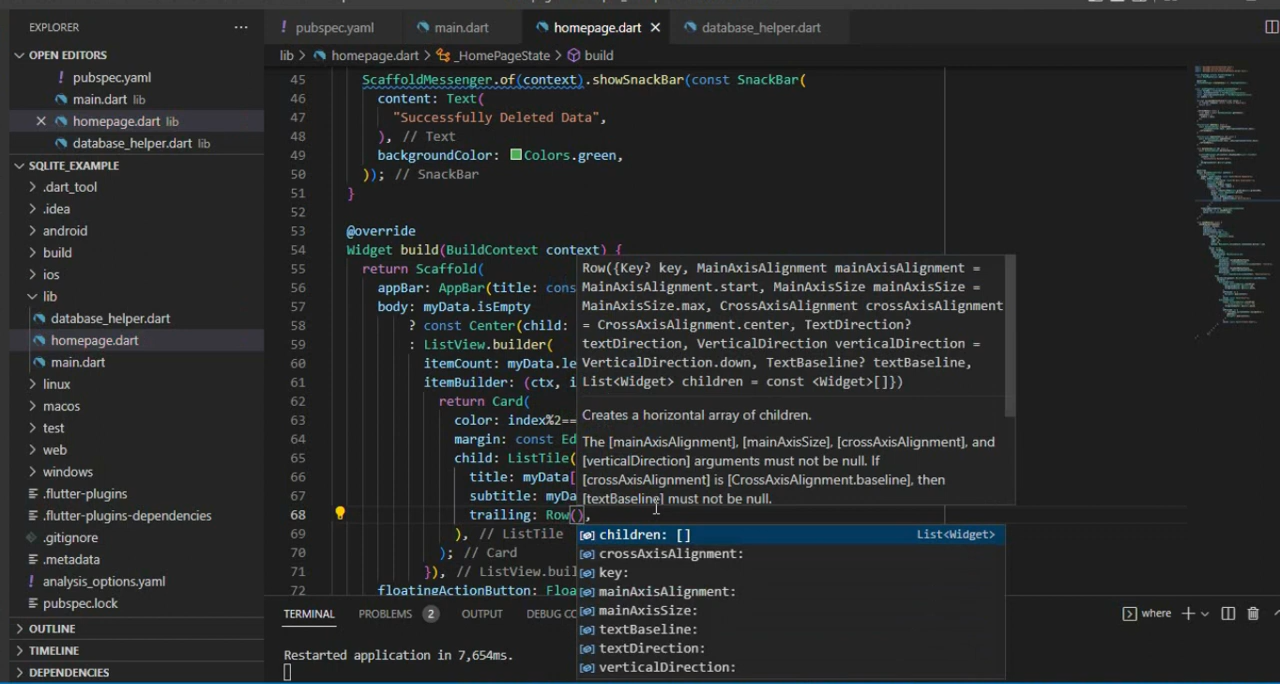 EXPLORER
OPEN EDITORS
! pubspec.yaml
main.dart lib
homepage.dart lib
database_helper.dart lib
SQLITE_EXAMPLE
.dart_tool
.idea
android
build
ios
lib
database_helper.dart
homepage.dart
main.dart
linux
macos
test
web
windows
.flutter-plugins
.flutter-plugins-dependencies
.gitignore
.metadata
! analysis_options.yaml
! pubspec.yaml
pubspec.lock
OUTLINE
TIMELINE
DEPENDENCIES
! pubspec.yaml
main.dart
homepage.dart
database_helper.dart
lib > homepage.dart > _HomePageState > build
45 ScaffoldMessenger.of(context).showSnackBar(const SnackBar(
46 content: Text(
47 "Successfully Deleted Data",
48 ), // Text
49 backgroundColor: Colors.green,
50 )); // SnackBar
51 }
52
53 @override
54 Widget build(BuildContext context) {
55 return Scaffold(
56 appBar: AppBar(title: cons
57 body: myData.isEmpty
58 ? const Center(child:
59 : ListView.builder(
60 itemCount: myData.le
61 itemBuilder: (ctx, i
62 return Card(
63 color: index%2==
64 margin: const Ed
65 child: ListTile(
66 title: myData[
67 subtitle: myDa
68 trailing: Row(),
69 ), // ListTile
70 ); // Card
71 }), // ListView.buil
72 floatingActionButton: Floa
Row({Key? key, MainAxisAlignment mainAxisAlignment =
MainAxisAlignment.start, MainAxisSize mainAxisSize =
MainAxisSize.max, CrossAxisAlignment crossAxisAlignment
= CrossAxisAlignment.center, TextDirection?
textDirection, VerticalDirection verticalDirection =
VerticalDirection.down, TextBaseline? textBaseline,
List<Widget> children = const <Widget>[]})
Creates a horizontal array of children.
The [mainAxisAlignment], [mainAxisSize], [crossAxisAlignment], and
[verticalDirection] arguments must not be null. If
[crossAxisAlignment] is [CrossAxisAlignment.baseline], then
[textBaseline] must not be null.
children: [] List<Widget>
crossAxisAlignment:
key:
mainAxisAlignment:
mainAxisSize:
textBaseline:
textDirection:
verticalDirection:
TERMINAL PROBLEMS 2 OUTPUT DEBUG CO
where
Restarted application in 7,654ms.